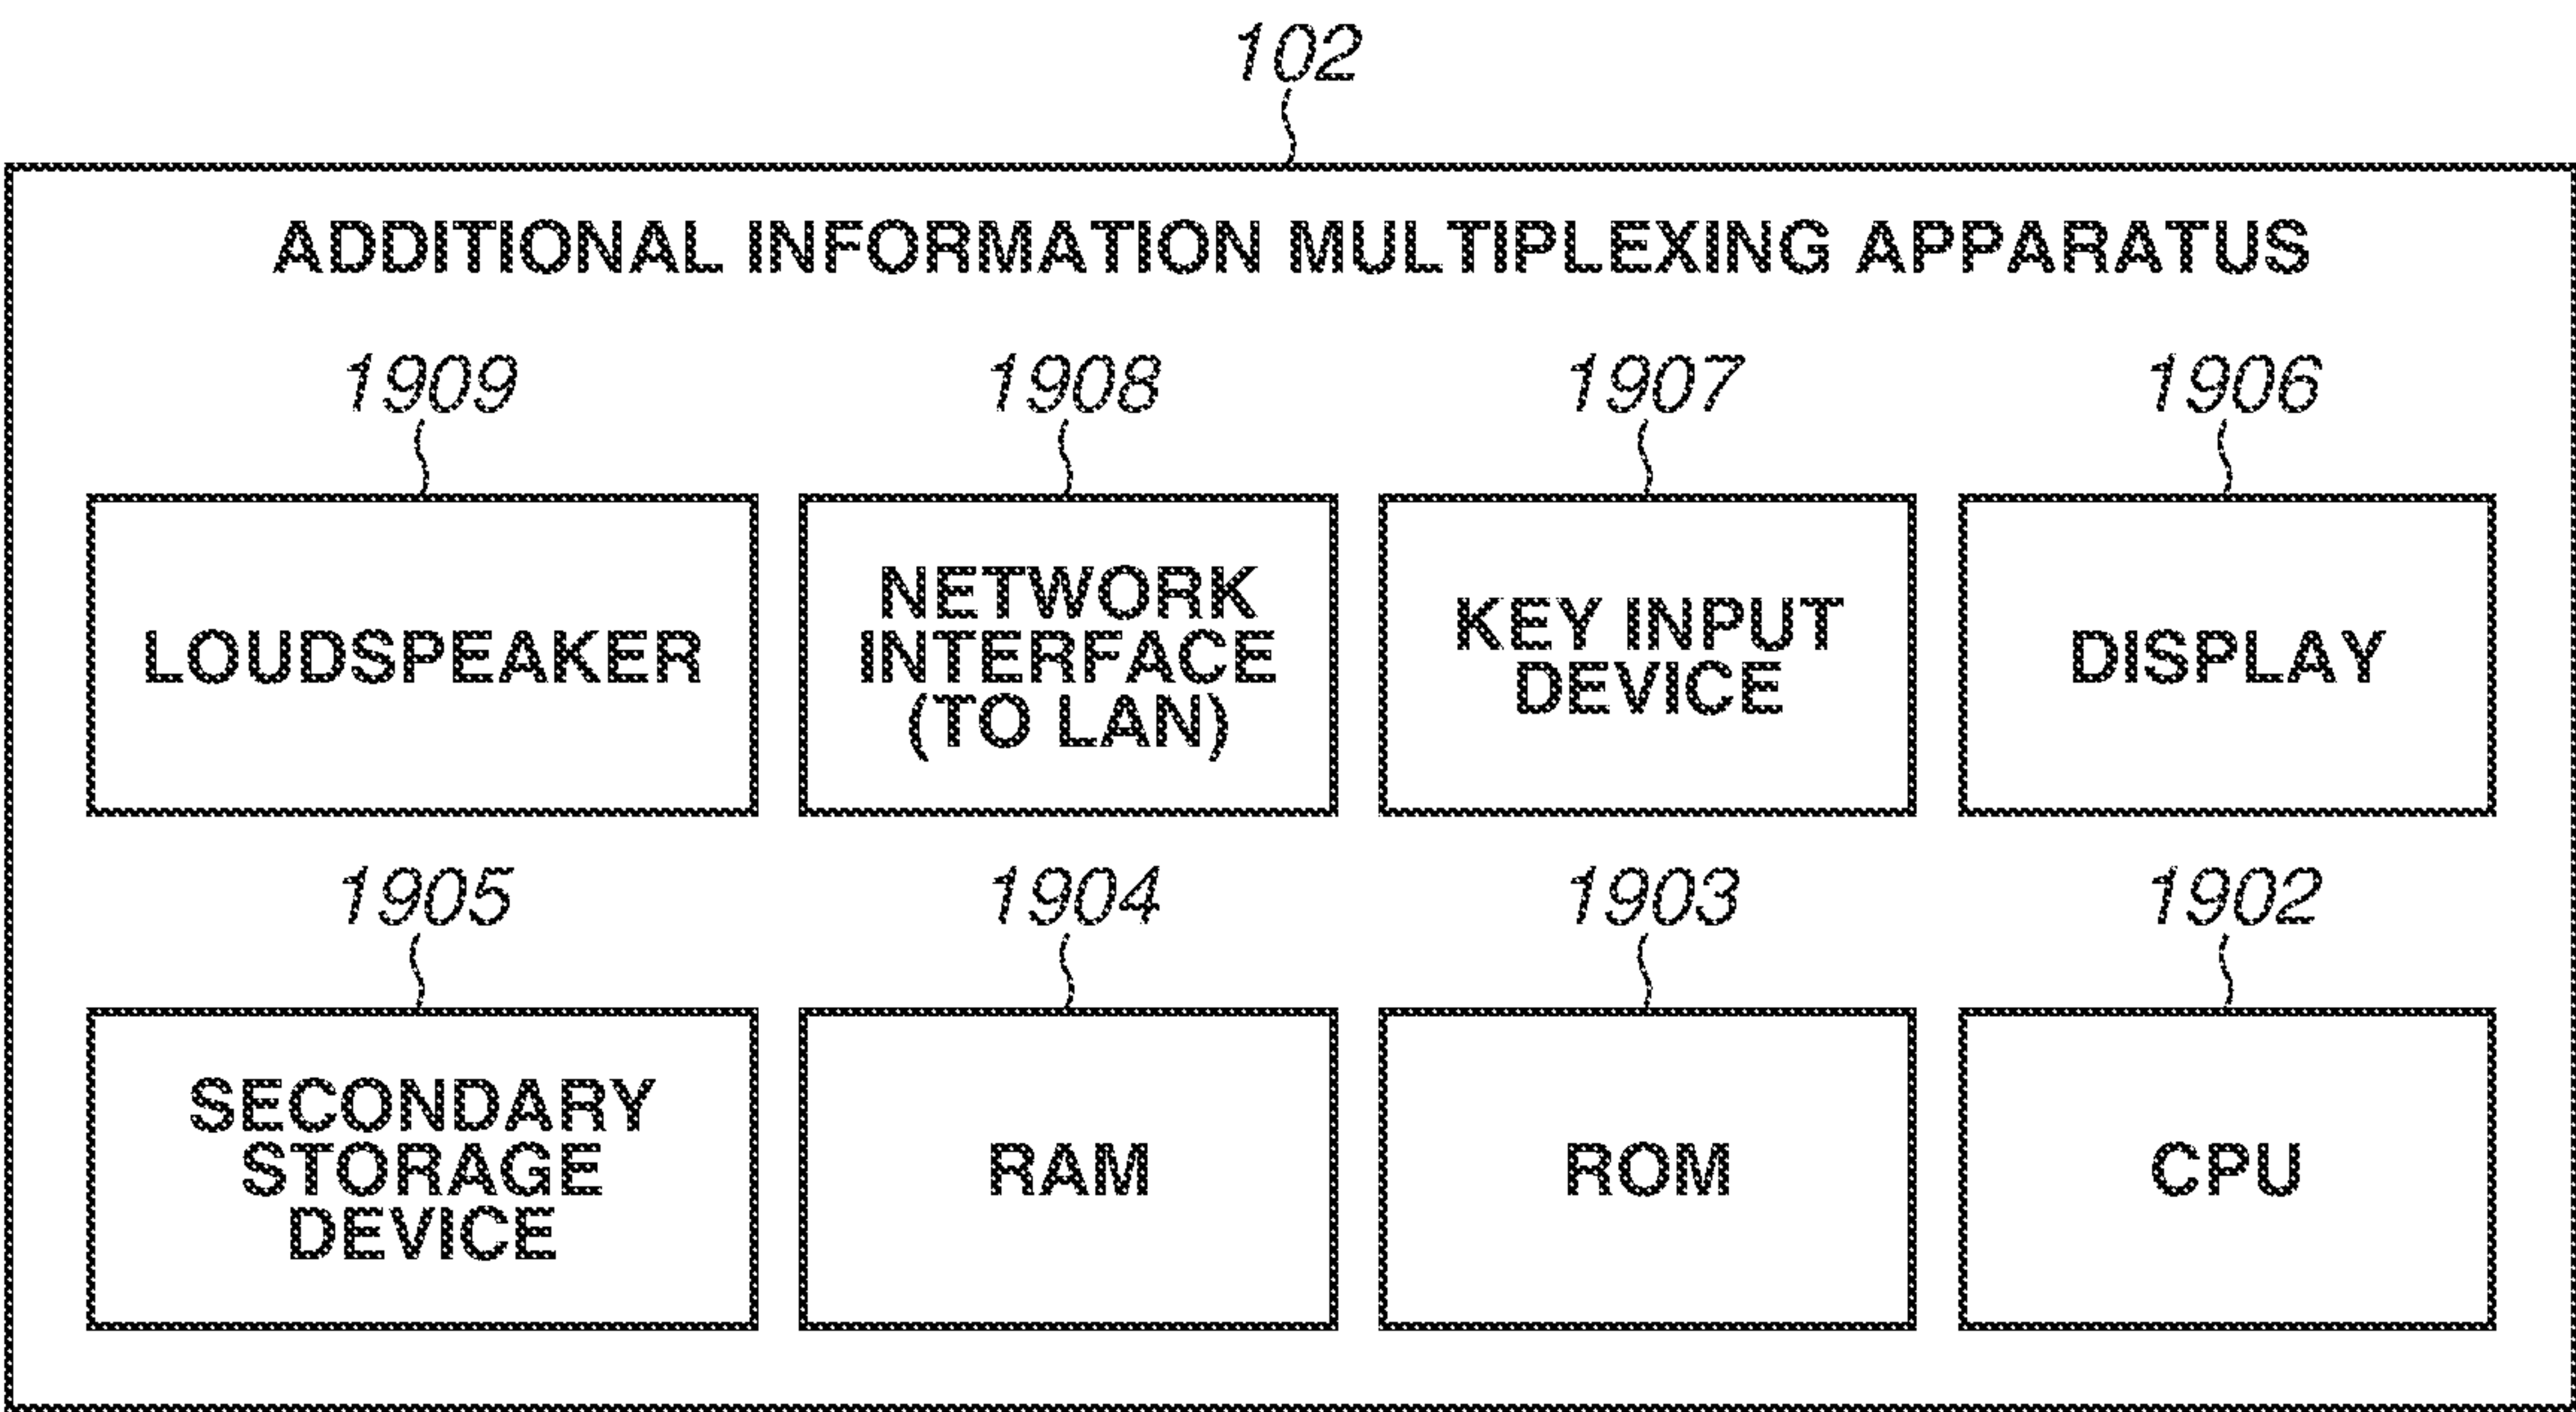 102
ADDITIONAL INFORMATION MULTIPLEXING APPARATUS
1909
1908
1907
1906
LOUDSPEAKER
NETWORK
INTERFACE
(TO LAN)
KEY INPUT
DEVICE
DISPLAY
1905
1904
1903
1902
SECONDARY
STORAGE
DEVICE
RAM
ROM
CPU